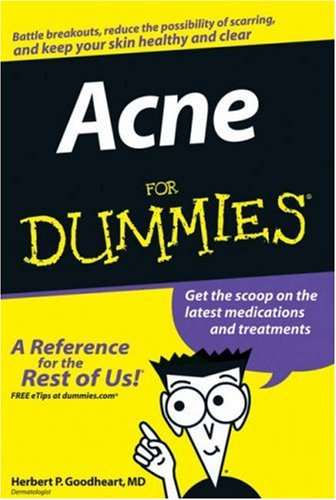 Battle breakouts, reduce the possibility of scarring,
and keep your skin healthy and clear
Acne
FOR
DUMMIES®
Get the scoop on the
latest medications
and treatments
A Reference
for the
Rest of Us!®
FREE eTips at dummies.com®
Herbert P. Goodheart, MD
Dermatologist